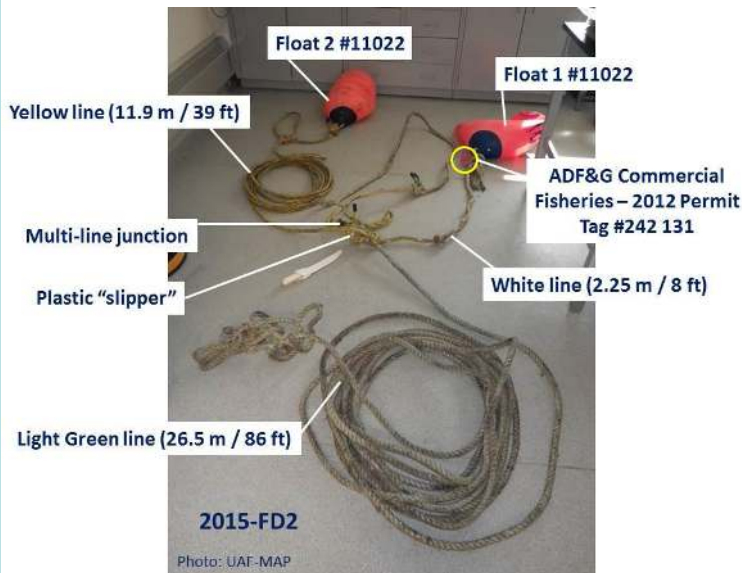 Float 2 #11022
Float 1 #11022
Yellow line (11.9 m / 39 ft)
ADF&G Commercial
Fisheries – 2012 Permit
Tag #242 131
Multi-line junction
Plastic “slipper”
White line (2.25 m / 8 ft)
Light Green line (26.5 m / 86 ft)
2015-FD2
Photo: UAF-MAP